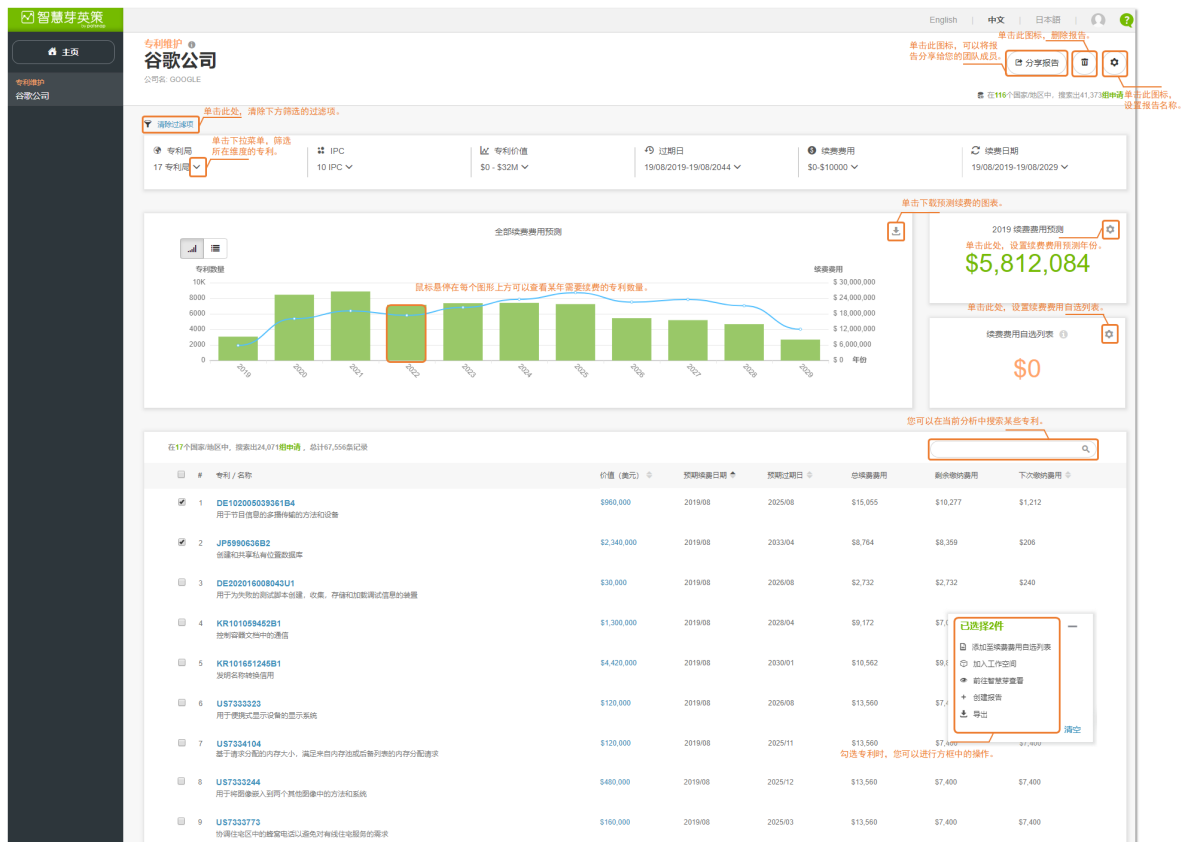 智慧芽英策
by PatSnap
English 中文 日本語
主页
专利维护
谷歌公司
专利维护
谷歌公司
公司名: GOOGLE
单击此图标，可以将报
告分享给您的团队成员。
单击此图标，删除报告。
分享报告
单击此图标，
设置报告名称。
在116个国家/地区中，搜索出41,373组申请
单击此处，清除下方筛选的过滤项。
清除过滤项
单击下拉菜单，筛选
所在维度的专利。
专利局 IPC 专利价值 过期日 续费费用 续费日期
17 专利局 10 IPC $0 - $32M 19/08/2019-19/08/2044 $0-$10000 19/08/2019-19/08/2029
单击下载预测续费的图表。
全部续费费用预测
专利数量 续费费用
鼠标悬停在每个图形上方可以查看某年需要续费的专利数量。
10K $ 30,000,000
8000 $ 24,000,000
6000 $ 18,000,000
4000 $ 12,000,000
2000 $ 6,000,000
0 $ 0 年份
2019 2020 2021 2022 2023 2024 2025 2026 2027 2028 2029
2019 续费费用预测
单击此处，设置续费费用预测年份。
$5,812,084
单击此处，设置续费费用自选列表。
续费费用自选列表
$0
您可以在当前分析中搜索某些专利。
在17个国家/地区中，搜索出24,071组申请，总计67,556条记录
# 专利 / 名称 价值（美元） 预期续费日期 预期过期日 总续费费用 剩余缴纳费用 下次缴纳费用
1 DE102005039361B4 $960,000 2019/08 2025/08 $15,055 $10,277 $1,212
用于节目信息的多播传输的方法和设备
2 JP5990636B2 $2,340,000 2019/08 2033/04 $8,764 $8,359 $206
创建和共享私有位置数据库
3 DE202016008043U1 $30,000 2019/08 2026/08 $2,732 $2,732 $240
用于为失败的测试脚本创建、收集、存储和加载调试信息的装置
4 KR101059452B1 $1,300,000 2019/08 2028/04 $9,172
控制容器文档中的通信
5 KR101651245B1 $4,420,000 2019/08 2030/01 $10,562
发明名称转换信用
6 US7333323 $120,000 2019/08 2026/08 $13,560
用于便携式显示设备的显示系统
7 US7334104 $120,000 2019/08 2025/11 $13,560 $7,400 $7,400
基于请求分配的内存大小，满足来自内存池或后备列表的内存分配请求
8 US7333244 $480,000 2019/08 2025/12 $13,560 $7,400 $7,400
用于将图像嵌入到两个其他图像中的方法和系统
9 US7333773 $160,000 2019/08 2025/03 $13,560 $7,400 $7,400
协调住宅区中的蜂窝电话以避免对有线住宅服务的需求
已选择2件
添加至续费费用自选列表
加入工作空间
前往智慧芽查看
创建报告
导出
清空
勾选专利时，您可以进行方框中的操作。